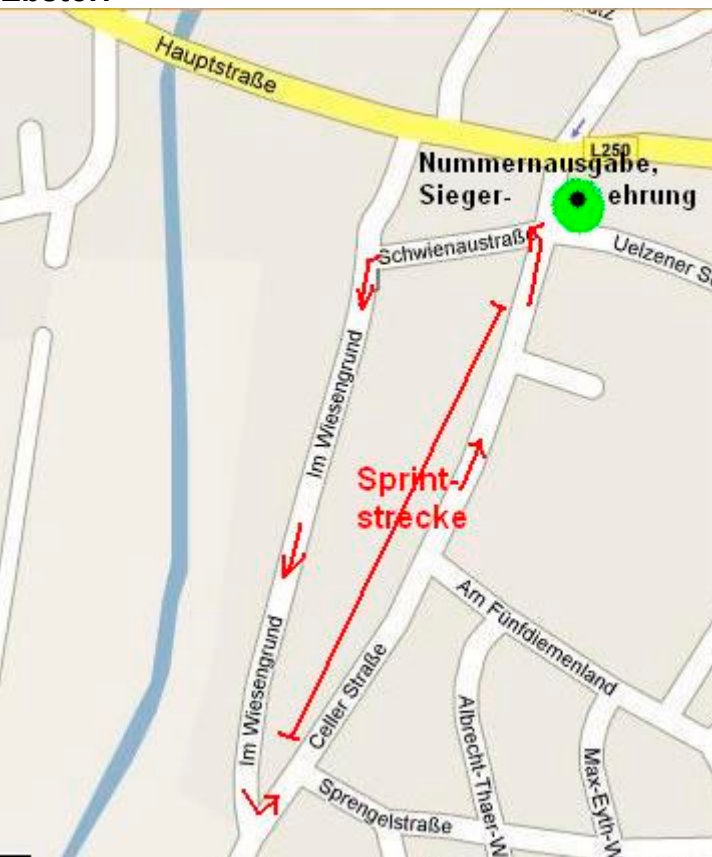 Hauptstraße
L250
Nummernausgabe,
Sieger- ehrung
Schwienaustraß
Uelzener S
Im Wiesengrund
Sprint-
strecke
Am Fünfdiemenland
Im Wiesengrund
Celler Straße
Albrecht-Thaer-W
Max-Eyth-W
Sprengelstraße